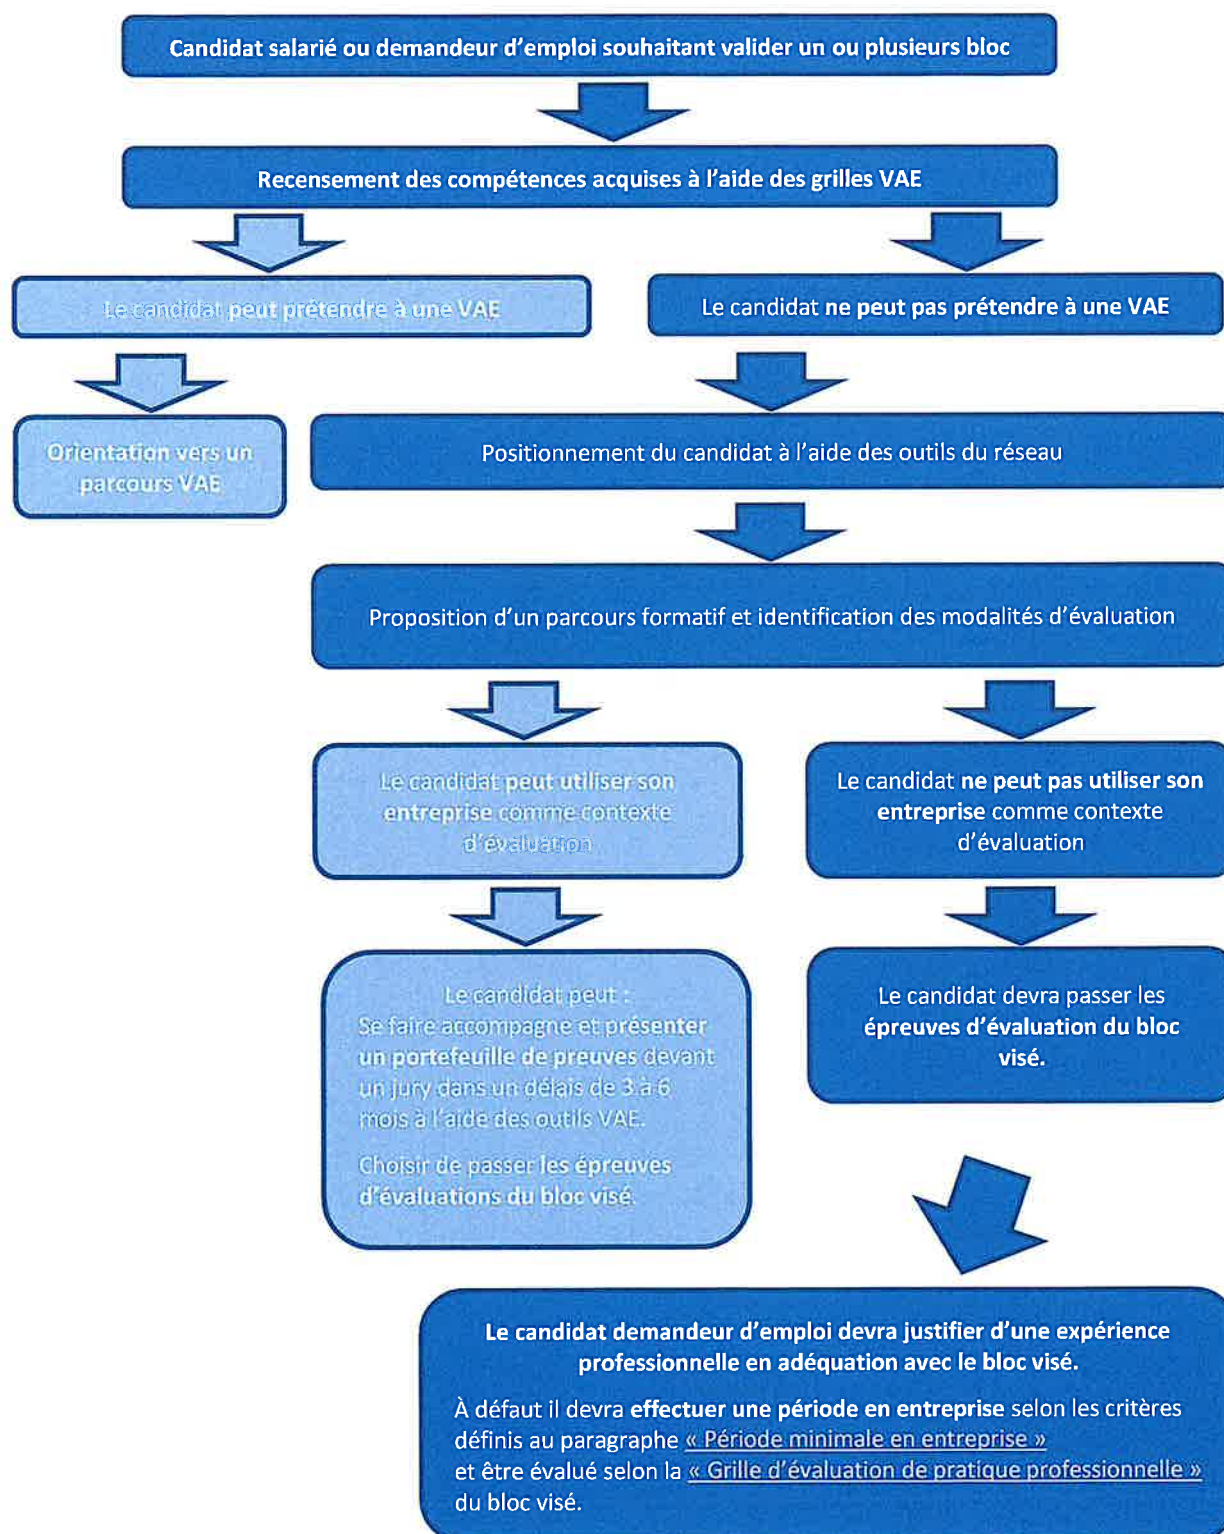 Candidat salarié ou demandeur d’emploi souhaitant valider un ou plusieurs bloc
Recensement des compétences acquises à l’aide des grilles VAE
Le candidat peut prétendre à une VAE
Le candidat ne peut pas prétendre à une VAE
Orientation vers un
parcours VAE
Positionnement du candidat à l’aide des outils du réseau
Proposition d’un parcours formatif et identification des modalités d’évaluation
Le candidat peut utiliser son
entreprise comme contexte
d’évaluation
Le candidat ne peut pas utiliser son
entreprise comme contexte
d’évaluation
Le candidat peut :
Se faire accompagne et présenter
un portefeuille de preuves devant
un jury dans un délais de 3 à 6
mois à l’aide des outils VAE.
Choisir de passer les épreuves
d’évaluations du bloc visé.
Le candidat devra passer les
épreuves d’évaluation du bloc
visé.
Le candidat demandeur d’emploi devra justifier d’une expérience
professionnelle en adéquation avec le bloc visé.
À défaut il devra effectuer une période en entreprise selon les critères
définis au paragraphe « Période minimale en entreprise »
et être évalué selon la « Grille d’évaluation de pratique professionnelle »
du bloc visé.